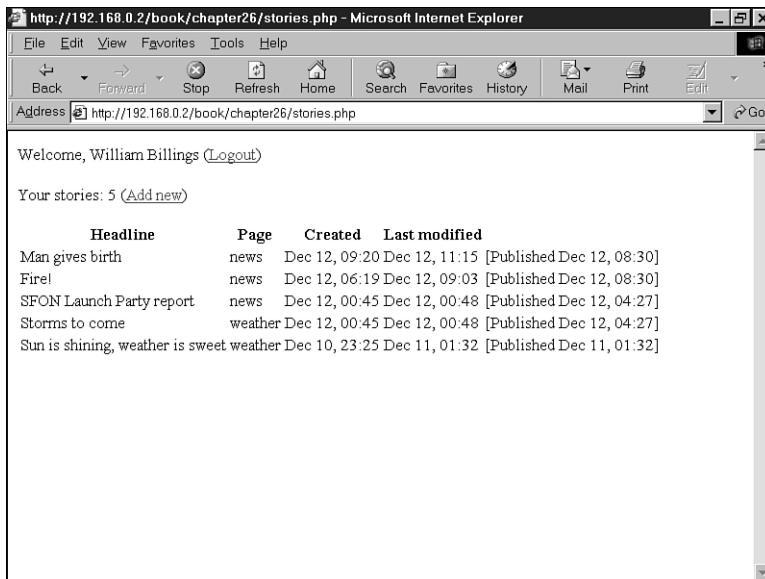 http://192.168.0.2/book/chapter26/stories.php - Microsoft Internet Explorer
File Edit View Favorites Tools Help
Back Forward Stop Refresh Home Search Favorites History Mail Print Edit
Address http://192.168.0.2/book/chapter26/stories.php Go
Welcome, William Billings (Logout)
Your stories: 5 (Add new)
Headline Page Created Last modified
Man gives birth news Dec 12, 09:20 Dec 12, 11:15 [Published Dec 12, 08:30]
Fire! news Dec 12, 06:19 Dec 12, 09:03 [Published Dec 12, 08:30]
SFON Launch Party report news Dec 12, 00:45 Dec 12, 00:48 [Published Dec 12, 04:27]
Storms to come weather Dec 12, 00:45 Dec 12, 00:48 [Published Dec 12, 04:27]
Sun is shining, weather is sweet weather Dec 10, 23:25 Dec 11, 01:32 [Published Dec 11, 01:32]